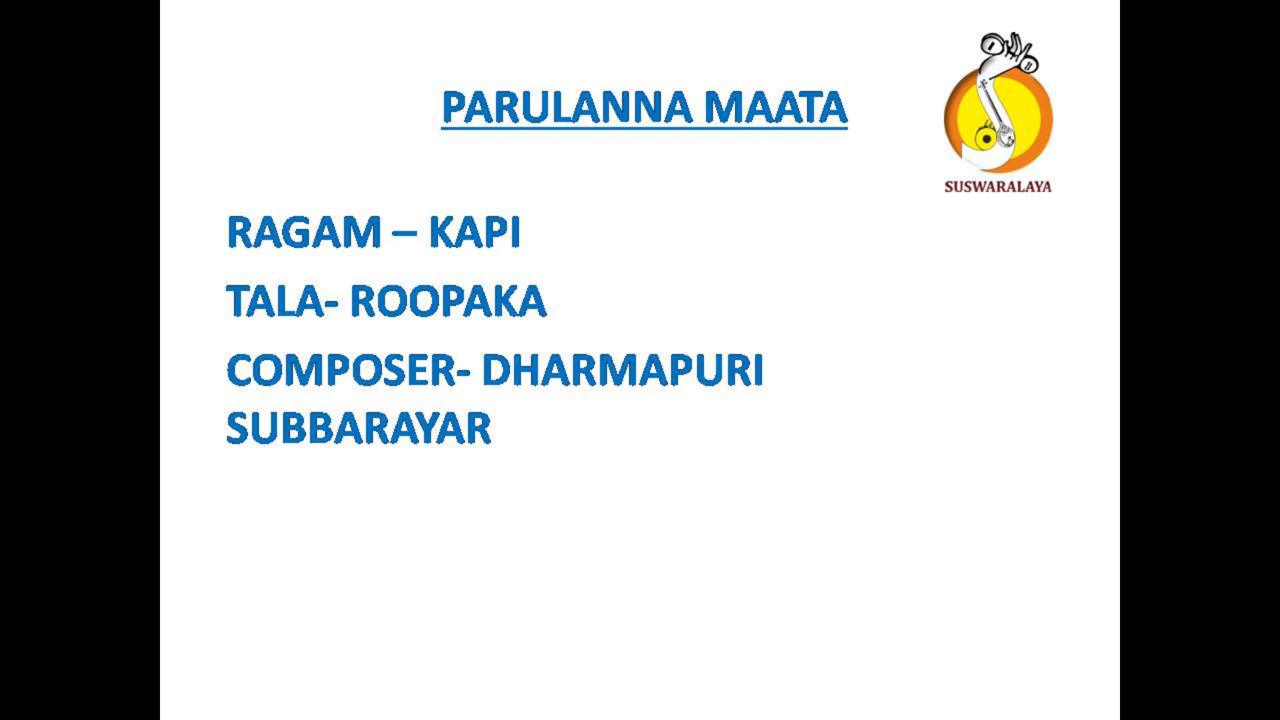 PARULANNA MAATA
SUSWARALAYA
RAGAM – KAPI
TALA- ROOPAKA
COMPOSER- DHARMAPURI
SUBBARAYAR